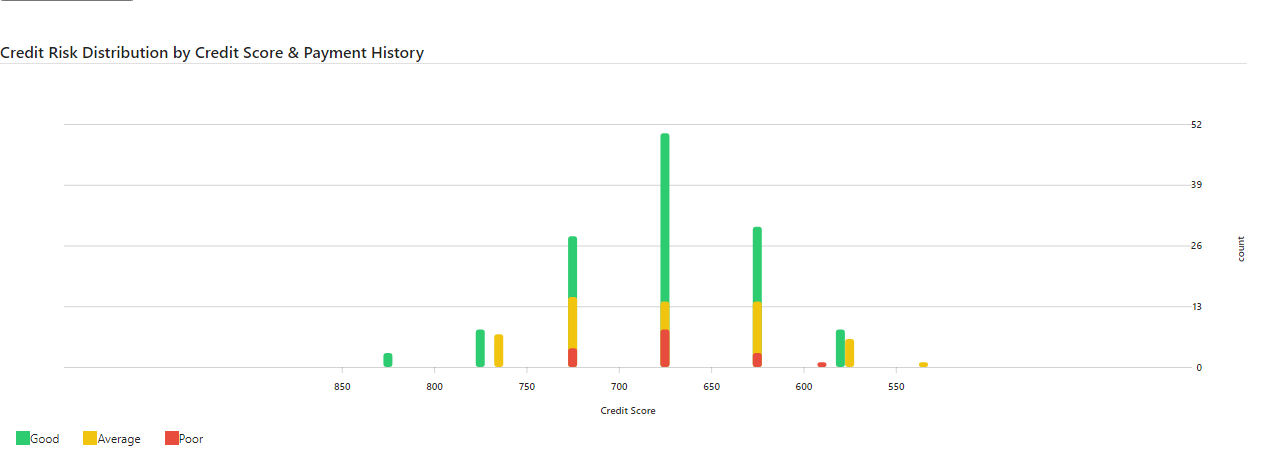 Credit Risk Distribution by Credit Score & Payment History
52
39
26
13
0
count
850 800 750 700 650 600 550
Credit Score
Good Average Poor